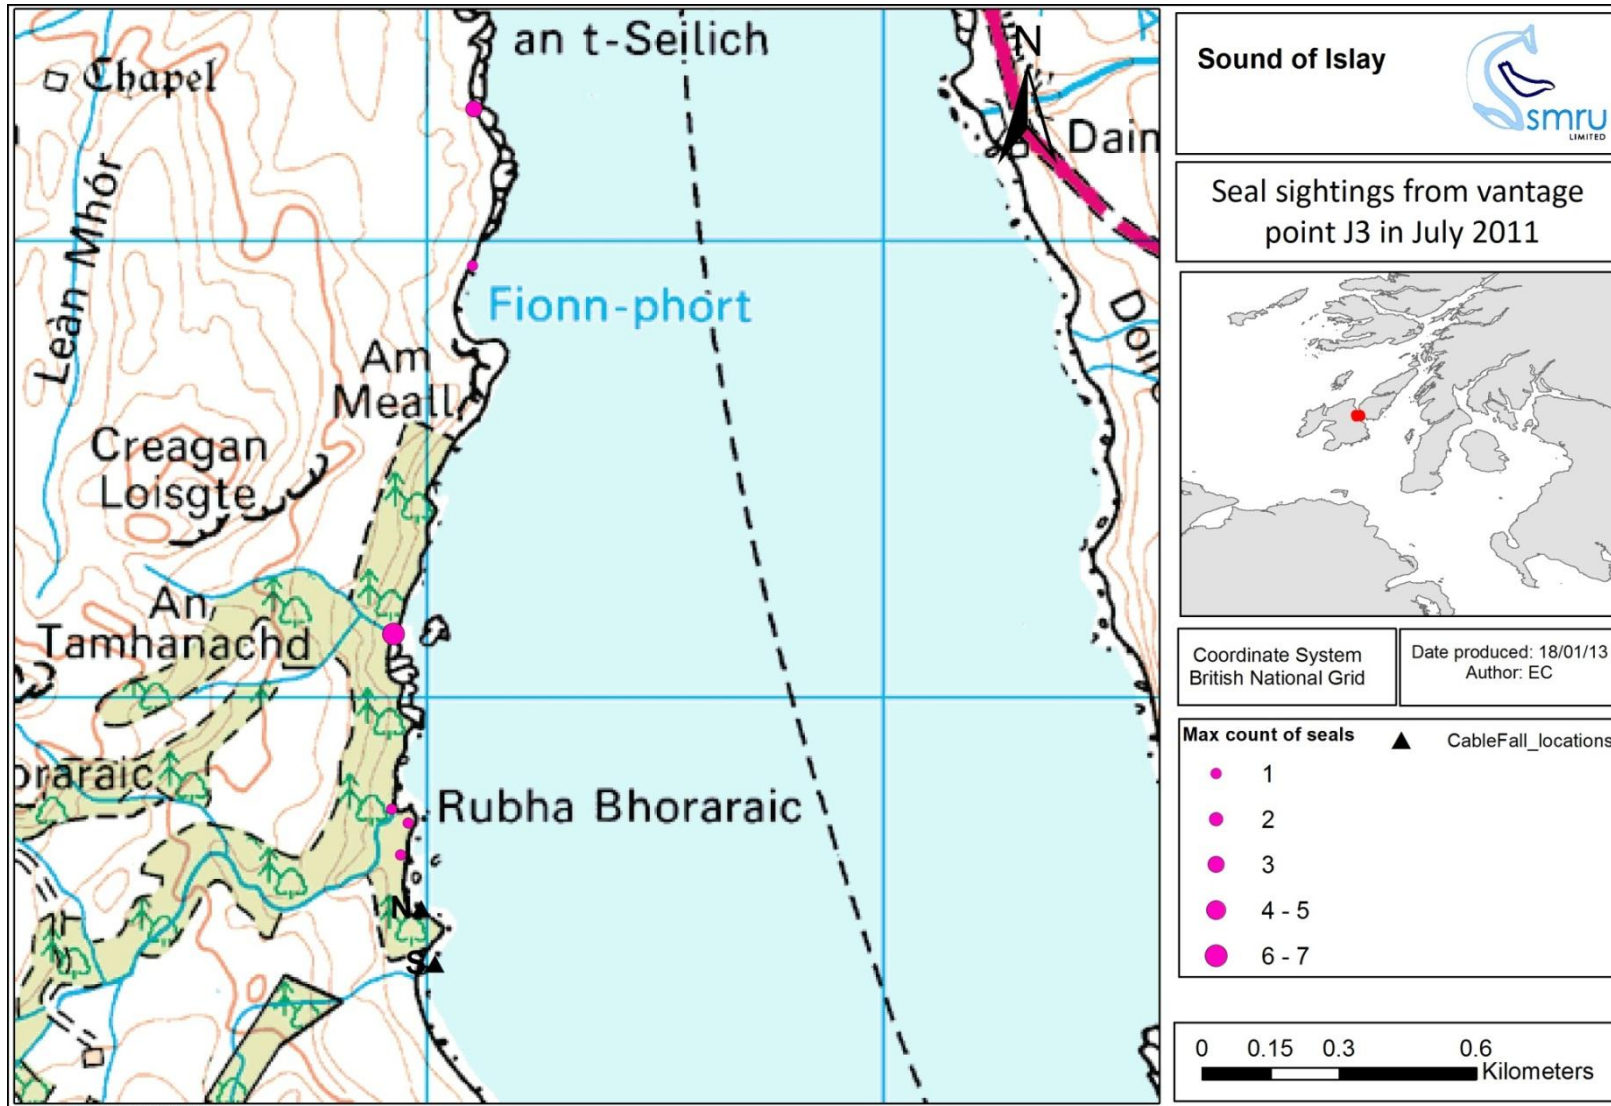 an t-Seilich
Chapel
N
Dain
Leàn Mhór
Fionn-phort
Doir
Am
Meall
Creagan
Loisgte
An
Tamhanachd
oraraic
Rubha Bhoraraic
N
S
Sound of Islay
smru
LIMITED
Seal sightings from vantage
point J3 in July 2011
Coordinate System
British National Grid
Date produced: 18/01/13
Author: EC
Max count of seals
CableFall_locations
1
2
3
4 - 5
6 - 7
0 0.15 0.3 0.6
Kilometers